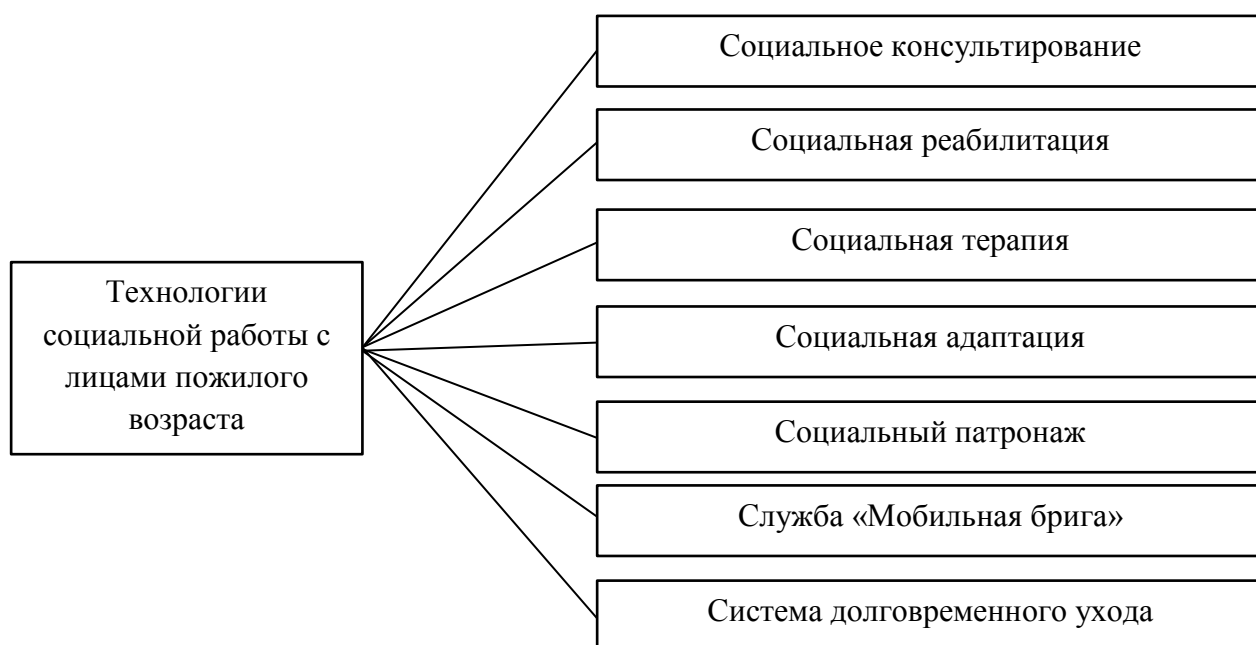 Социальное консультирование
Социальная реабилитация
Социальная терапия
Технологии
социальной работы с
лицами пожилого
возраста
Социальная адаптация
Социальный патронаж
Служба «Мобильная брига»
Система долговременного ухода